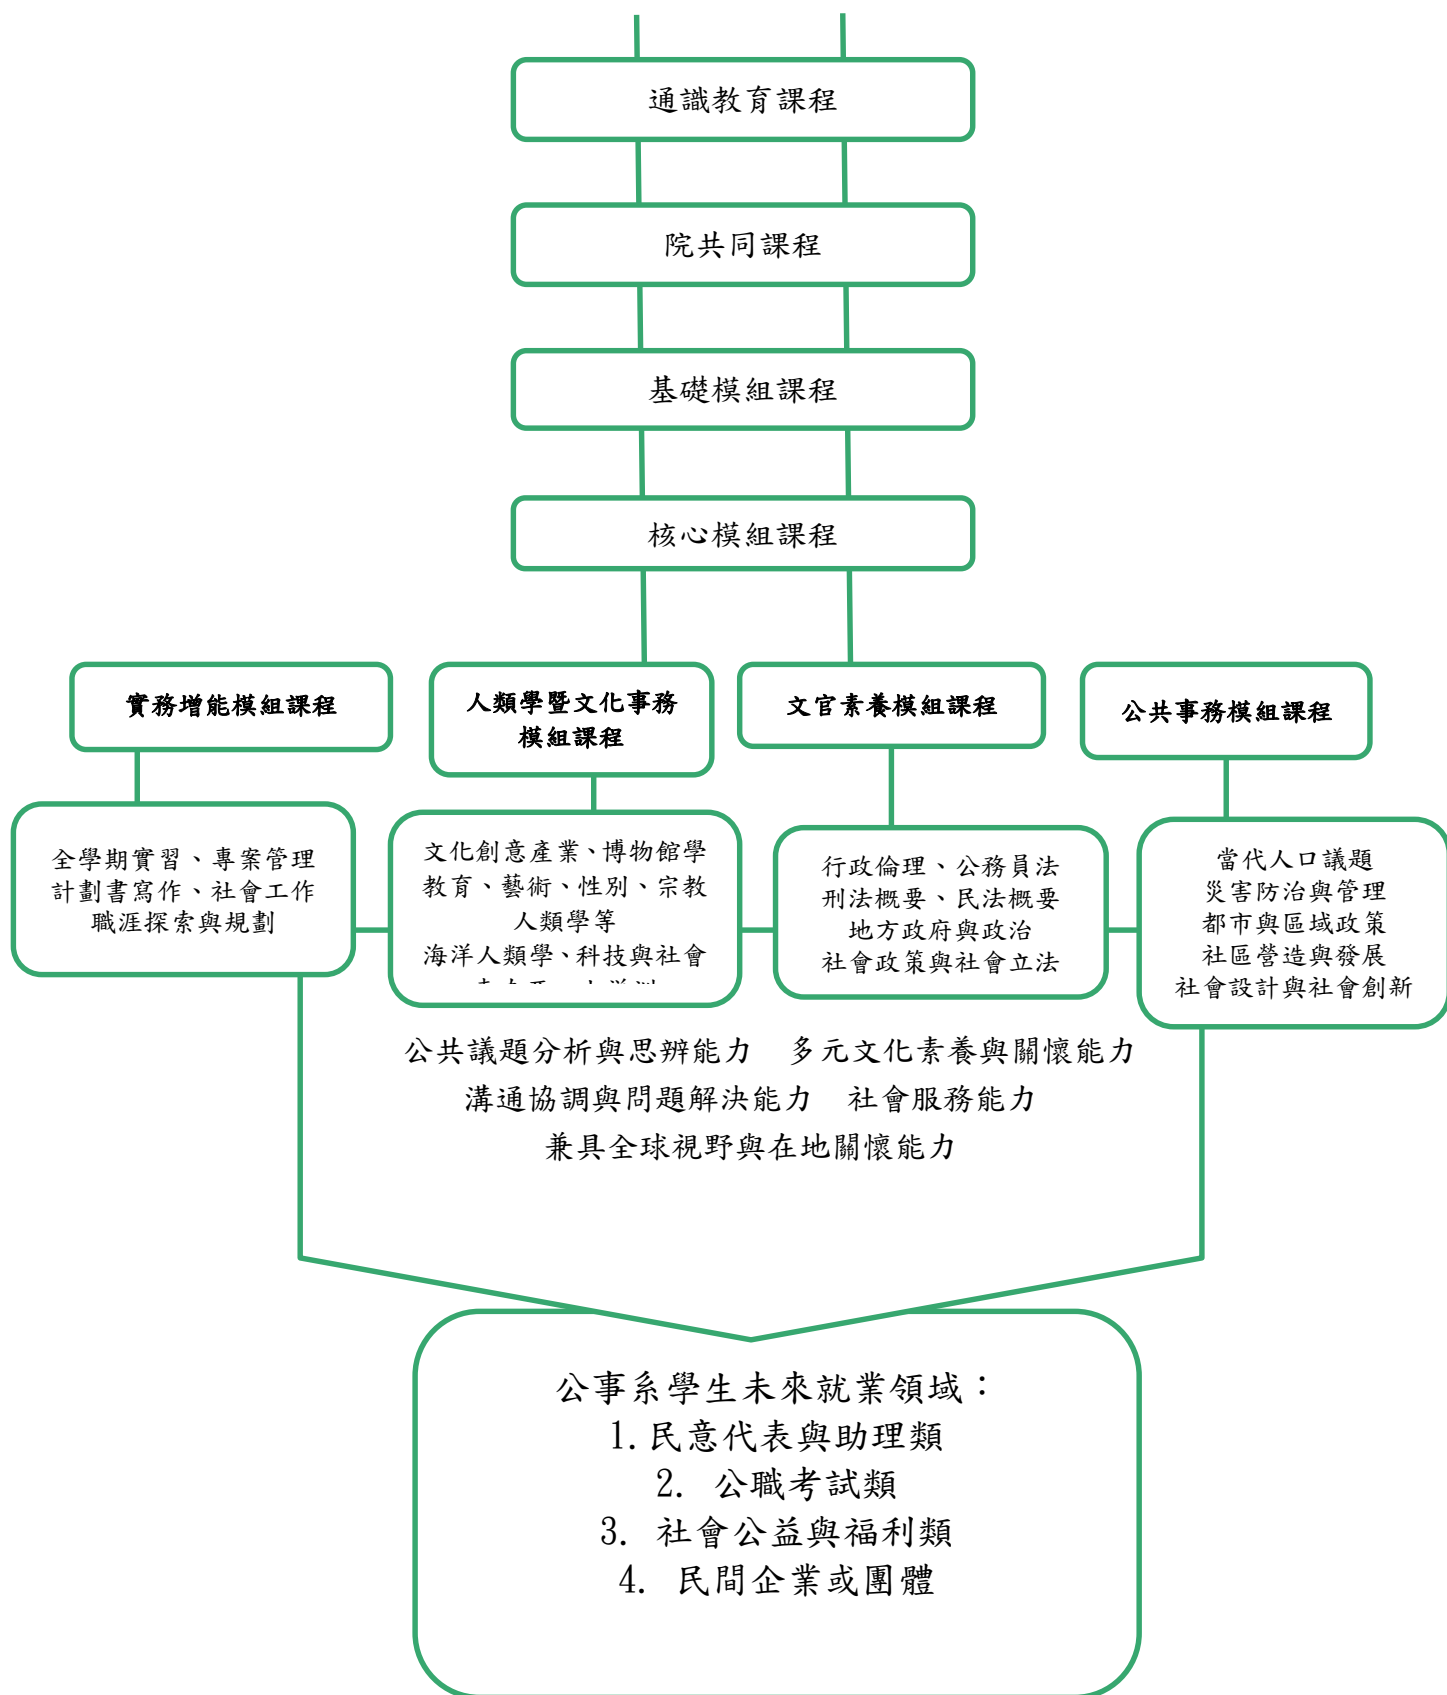 通識教育課程
院共同課程
基礎模組課程
核心模組課程
實務增能模組課程
人類學暨文化事務
模組課程
文官素養模組課程
公共事務模組課程
全學期實習、專案管理
計劃書寫作、社會工作
職涯探索與規劃
文化創意產業、博物館學
教育、藝術、性別、宗教
人類學等
海洋人類學、科技與社會
行政倫理、公務員法
刑法概要、民法概要
地方政府與政治
社會政策與社會立法
當代人口議題
災害防治與管理
都市與區域政策
社區營造與發展
社會設計與社會創新
公共議題分析與思辨能力　多元文化素養與關懷能力
溝通協調與問題解決能力　社會服務能力
兼具全球視野與在地關懷能力
公事系學生未來就業領域：
1. 民意代表與助理類
2. 公職考試類
3. 社會公益與福利類
4. 民間企業或團體